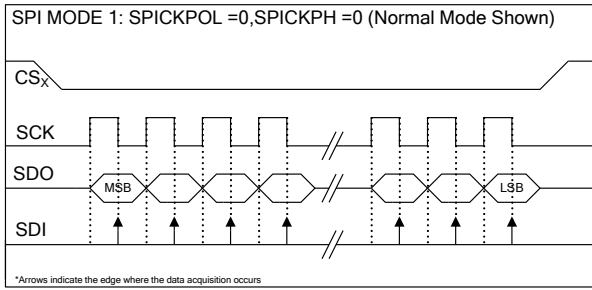 SPI MODE 1: SPICKPOL =0,SPICKPH =0 (Normal Mode Shown)
CSX
SCK
SDO
MSB
LSB
SDI
*Arrows indicate the edge where the data acquisition occurs